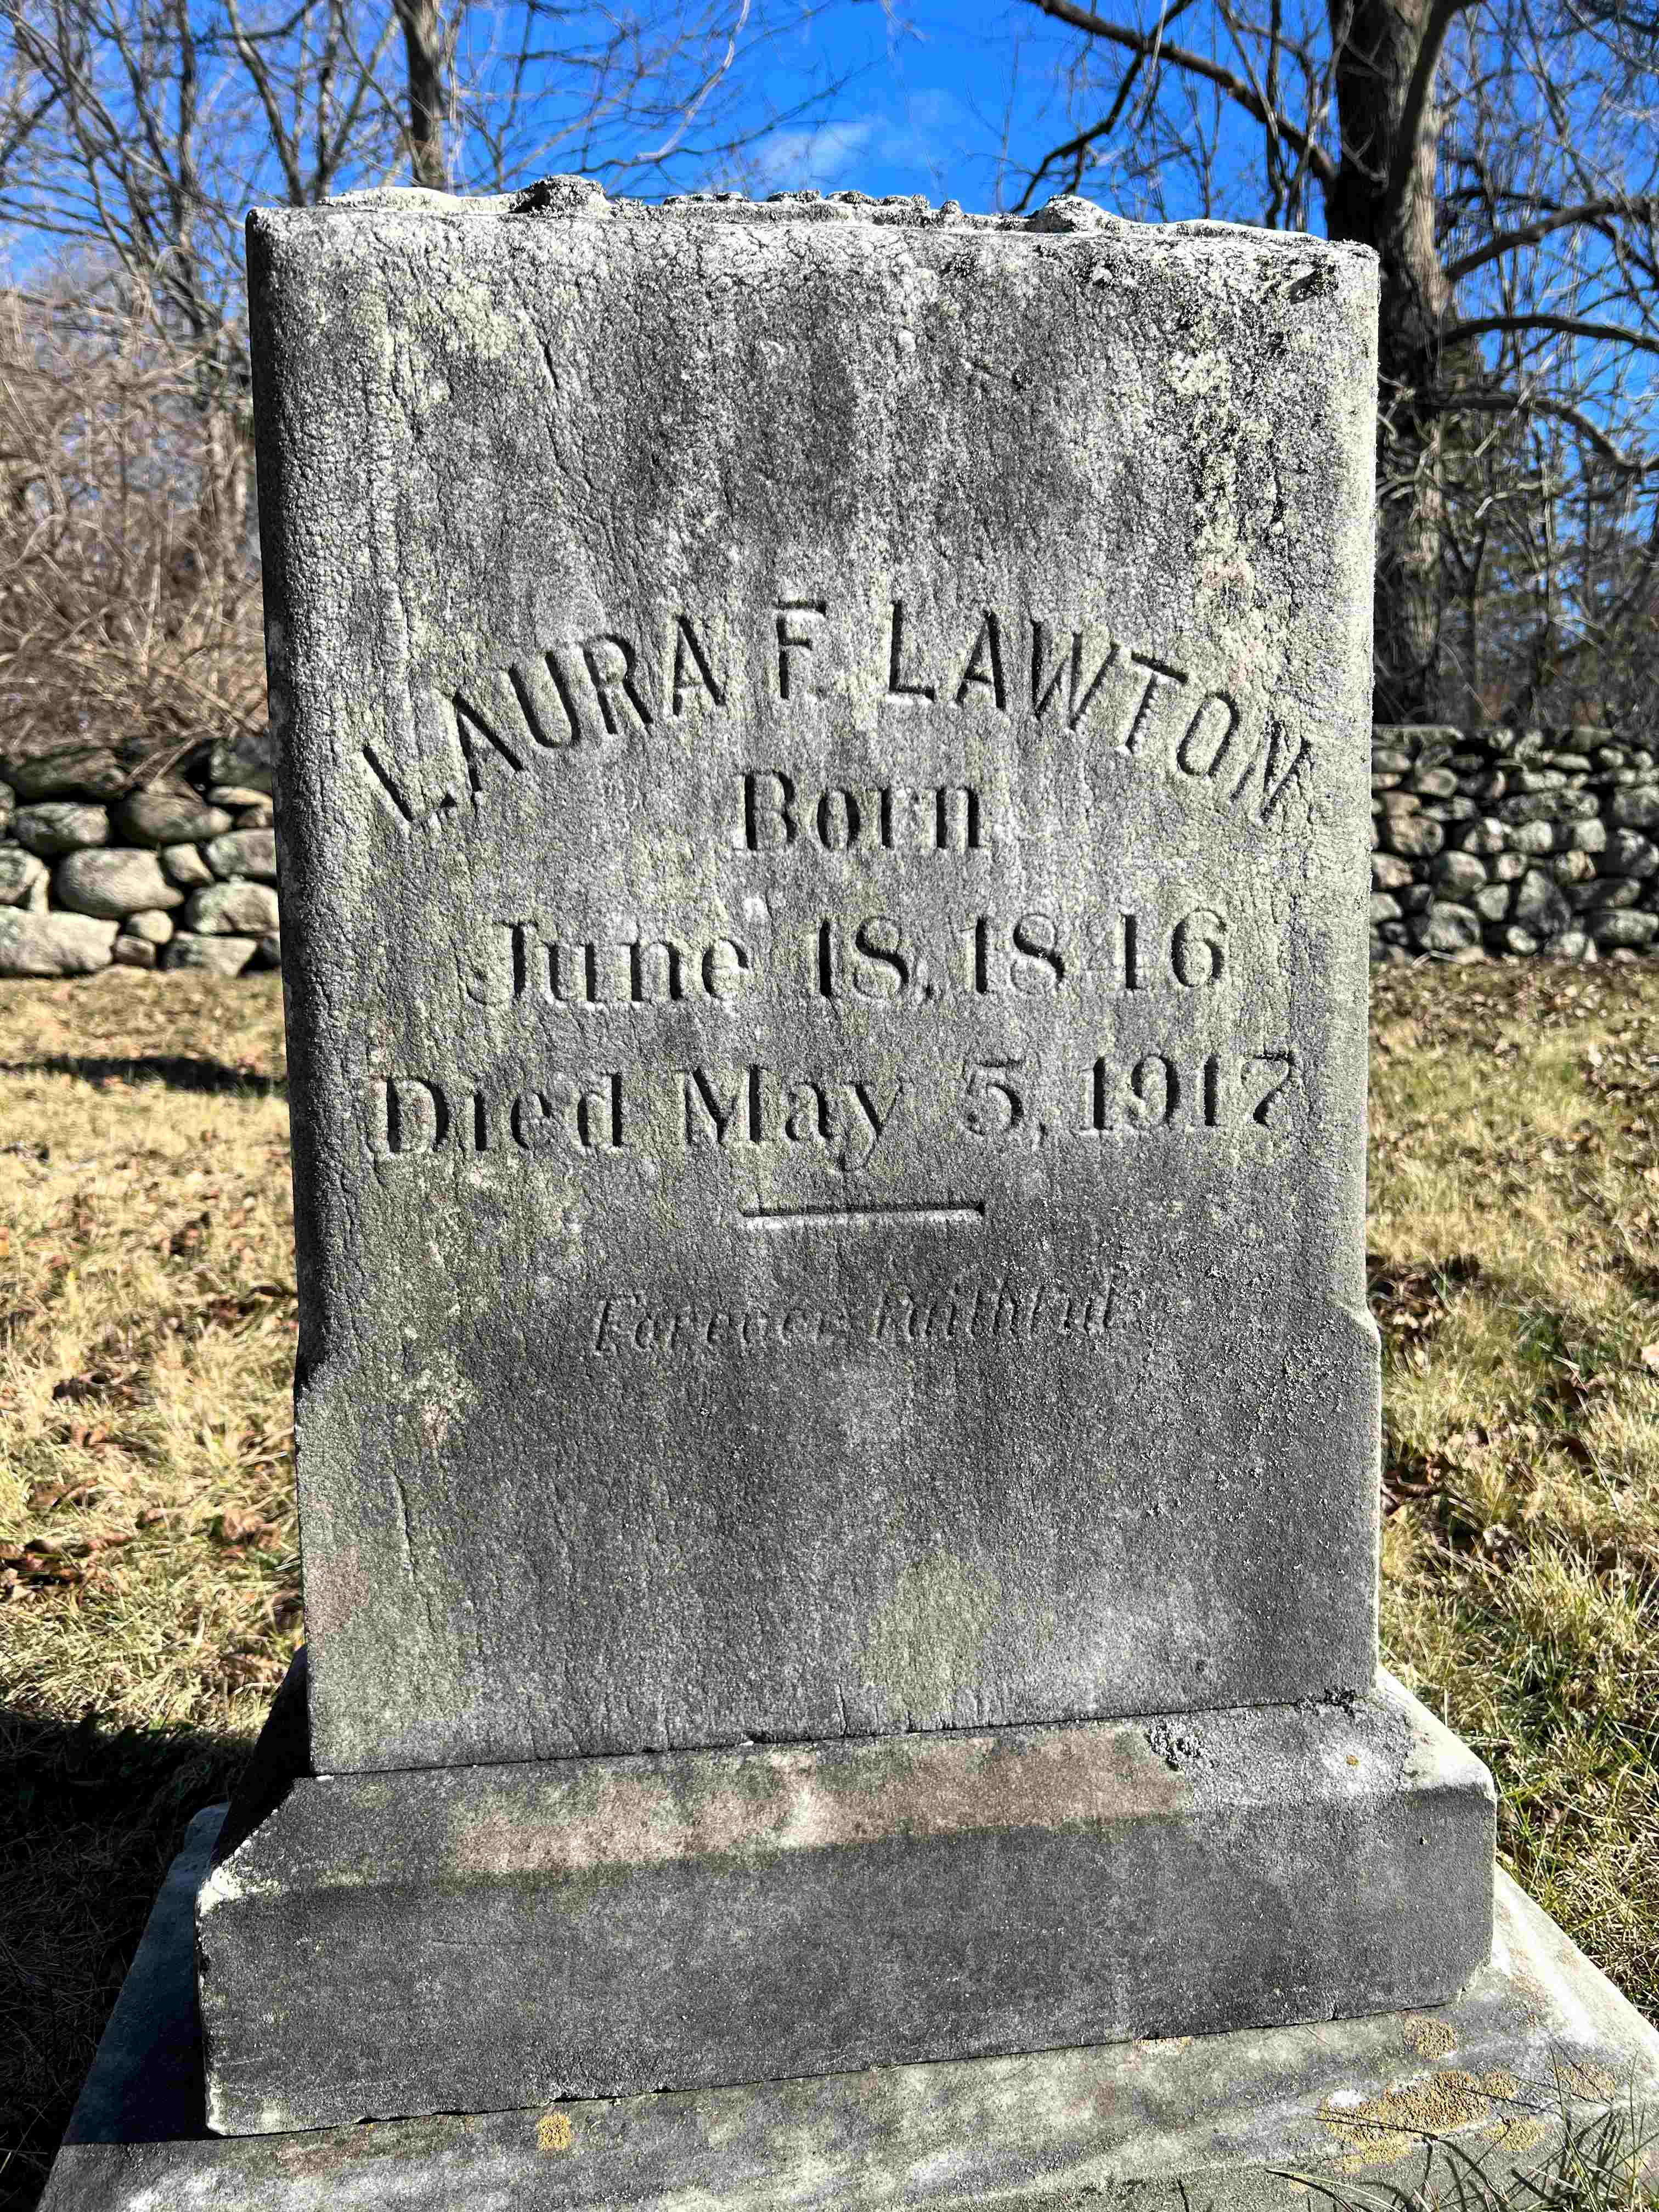 LAURA F LAWTON
Born
June 18, 1846
Died May 5, 1917
Forever faithful